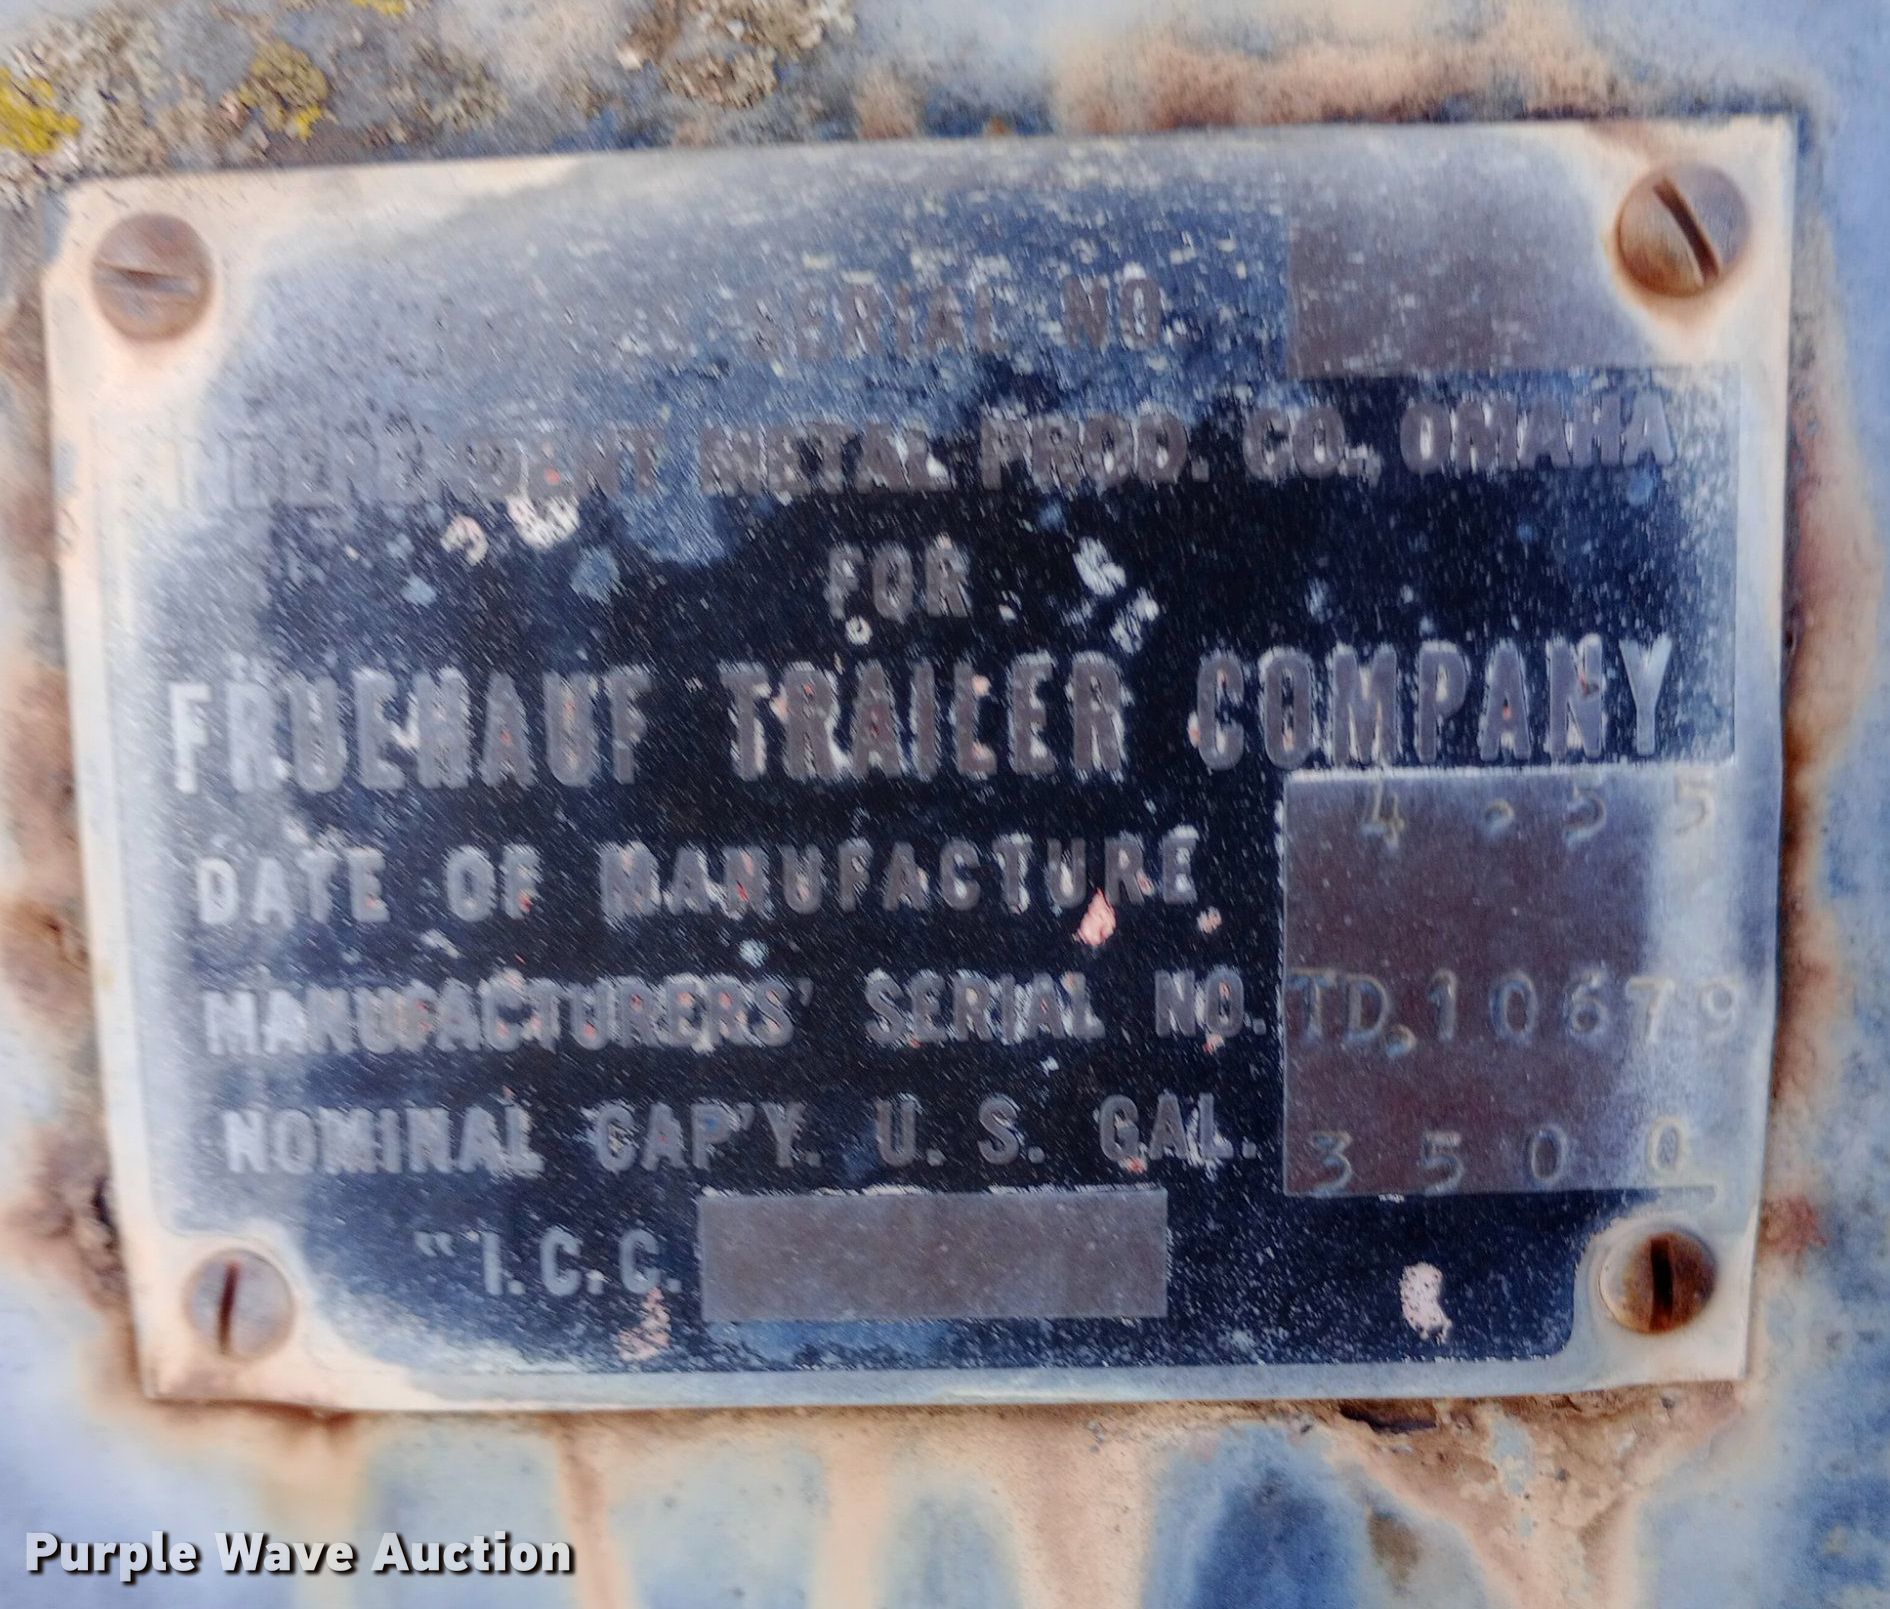 SERIAL NO.
INDEPENDENT METAL PROD. CO., OMAHA
FOR
FRUEHAUF TRAILER COMPANY
DATE OF MANUFACTURE 4.55
MANUFACTURERS' SERIAL NO. TD.10679
NOMINAL CAP'Y. U. S. GAL. 3500
"I.C.C.
Purple Wave Auction